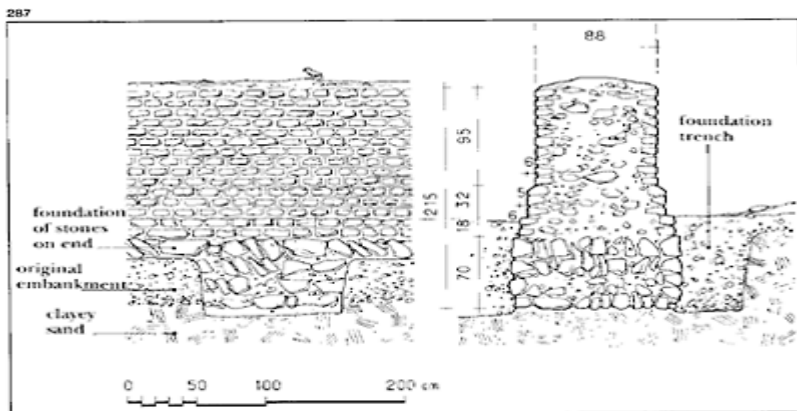 287
88
foundation
trench
95
215
32
18
70
foundation
of stones
on end
original
embankment
clayey
sand
0 50 100 200 cm